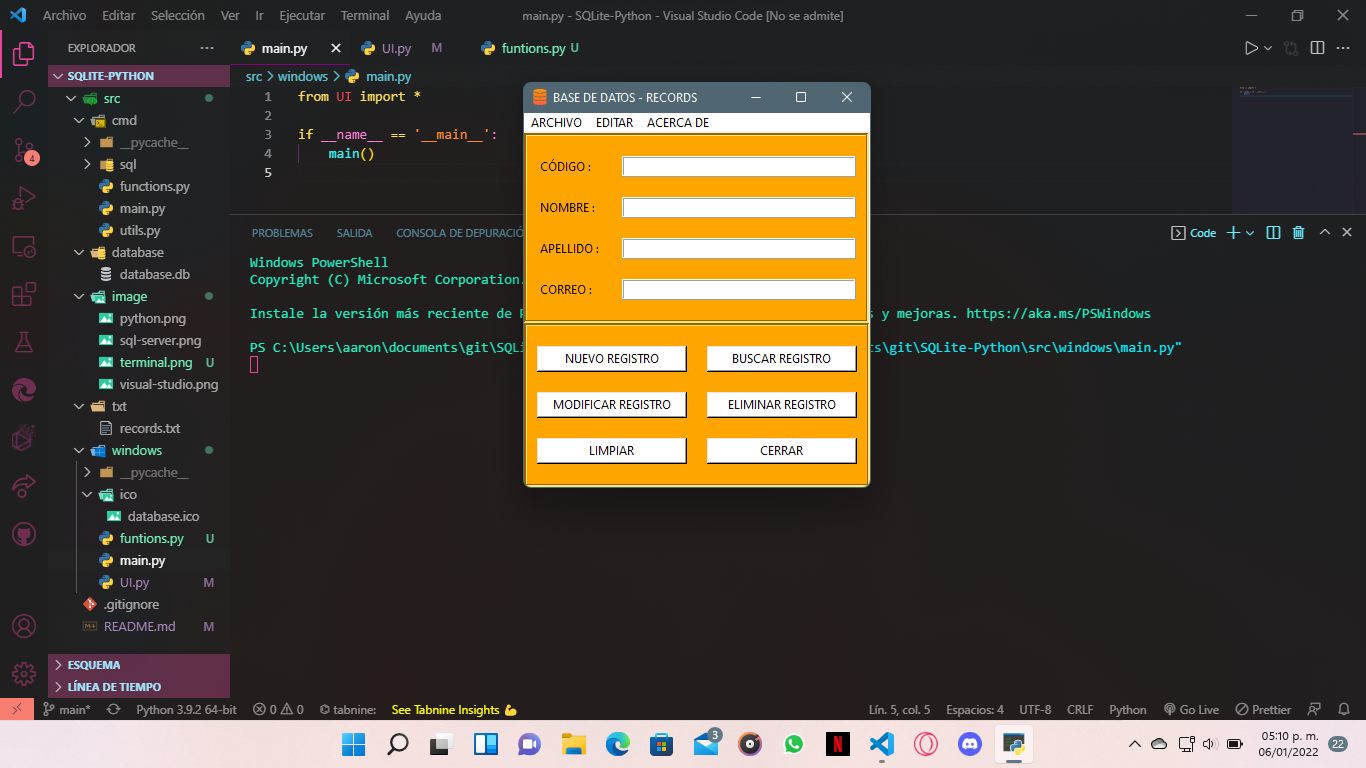 Archivo Editar Selección Ver Ir Ejecutar Terminal Ayuda
main.py - SQLite-Python - Visual Studio Code [No se admite]
EXPLORADOR
SQLITE-PYTHON
src
cmd
__pycache__
sql
functions.py
main.py
utils.py
database
database.db
image
python.png
sql-server.png
terminal.png U
visual-studio.png
txt
records.txt
windows
__pycache__
ico
database.ico
funtions.py U
main.py
UI.py M
.gitignore
README.md M
ESQUEMA
LÍNEA DE TIEMPO
4
main.py
UI.py M
funtions.py U
src > windows > main.py
1 from UI import *
2
3 if __name__ == '__main__':
4 main()
5
PROBLEMAS SALIDA CONSOLA DE DEPURACIÓ
Code
Windows PowerShell
Copyright (C) Microsoft Corporation.
Instale la versión más reciente de P
s y mejoras. https://aka.ms/PSWindows
PS C:\Users\aaron\documents\git\SQLi
ts\git\SQLite-Python\src\windows\main.py"
BASE DE DATOS - RECORDS
ARCHIVO EDITAR ACERCA DE
CÓDIGO :
NOMBRE :
APELLIDO :
CORREO :
NUEVO REGISTRO BUSCAR REGISTRO
MODIFICAR REGISTRO ELIMINAR REGISTRO
LIMPIAR CERRAR
main* Python 3.9.2 64-bit 0 0 tabnine: See Tabnine Insights
Lín. 5, col. 5 Espacios: 4 UTF-8 CRLF Python Go Live Prettier
3
N
05:10 p. m.
06/01/2022
22